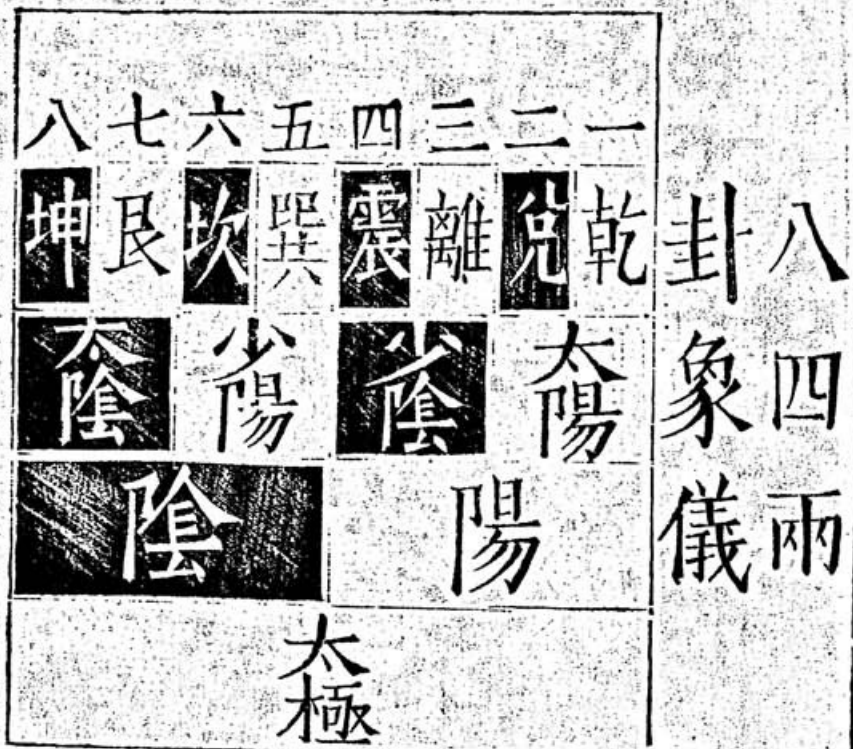 八卦
四象
兩儀
一二三四五六七八
乾兌離震巽坎艮坤
太陽 少陰 少陽 太陰
陽 陰
太極